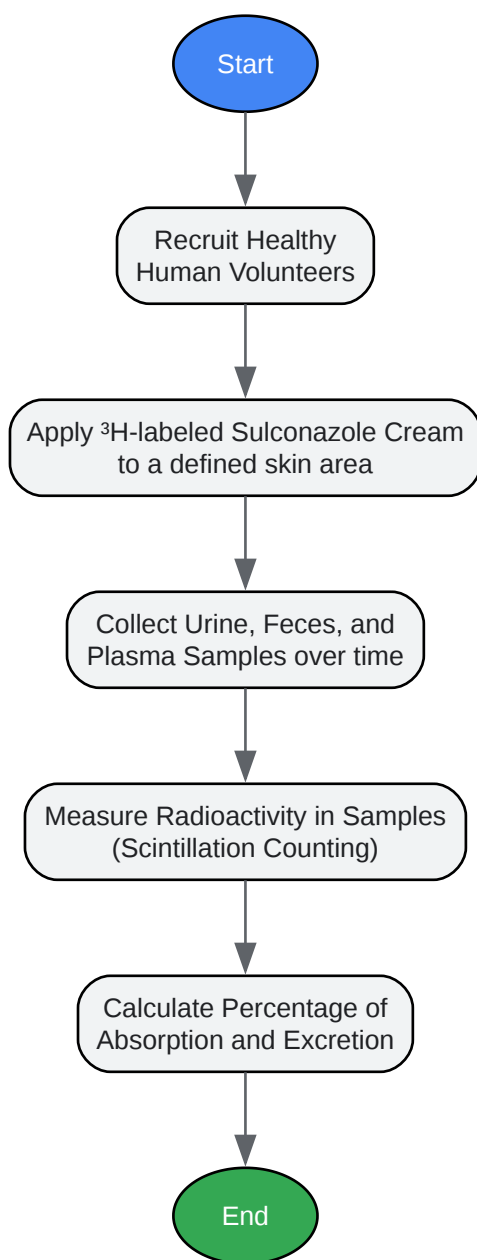 Start
Recruit Healthy
Human Volunteers
Apply ³H-labeled Sulconazole Cream
to a defined skin area
Collect Urine, Feces, and
Plasma Samples over time
Measure Radioactivity in Samples
(Scintillation Counting)
Calculate Percentage of
Absorption and Excretion
End